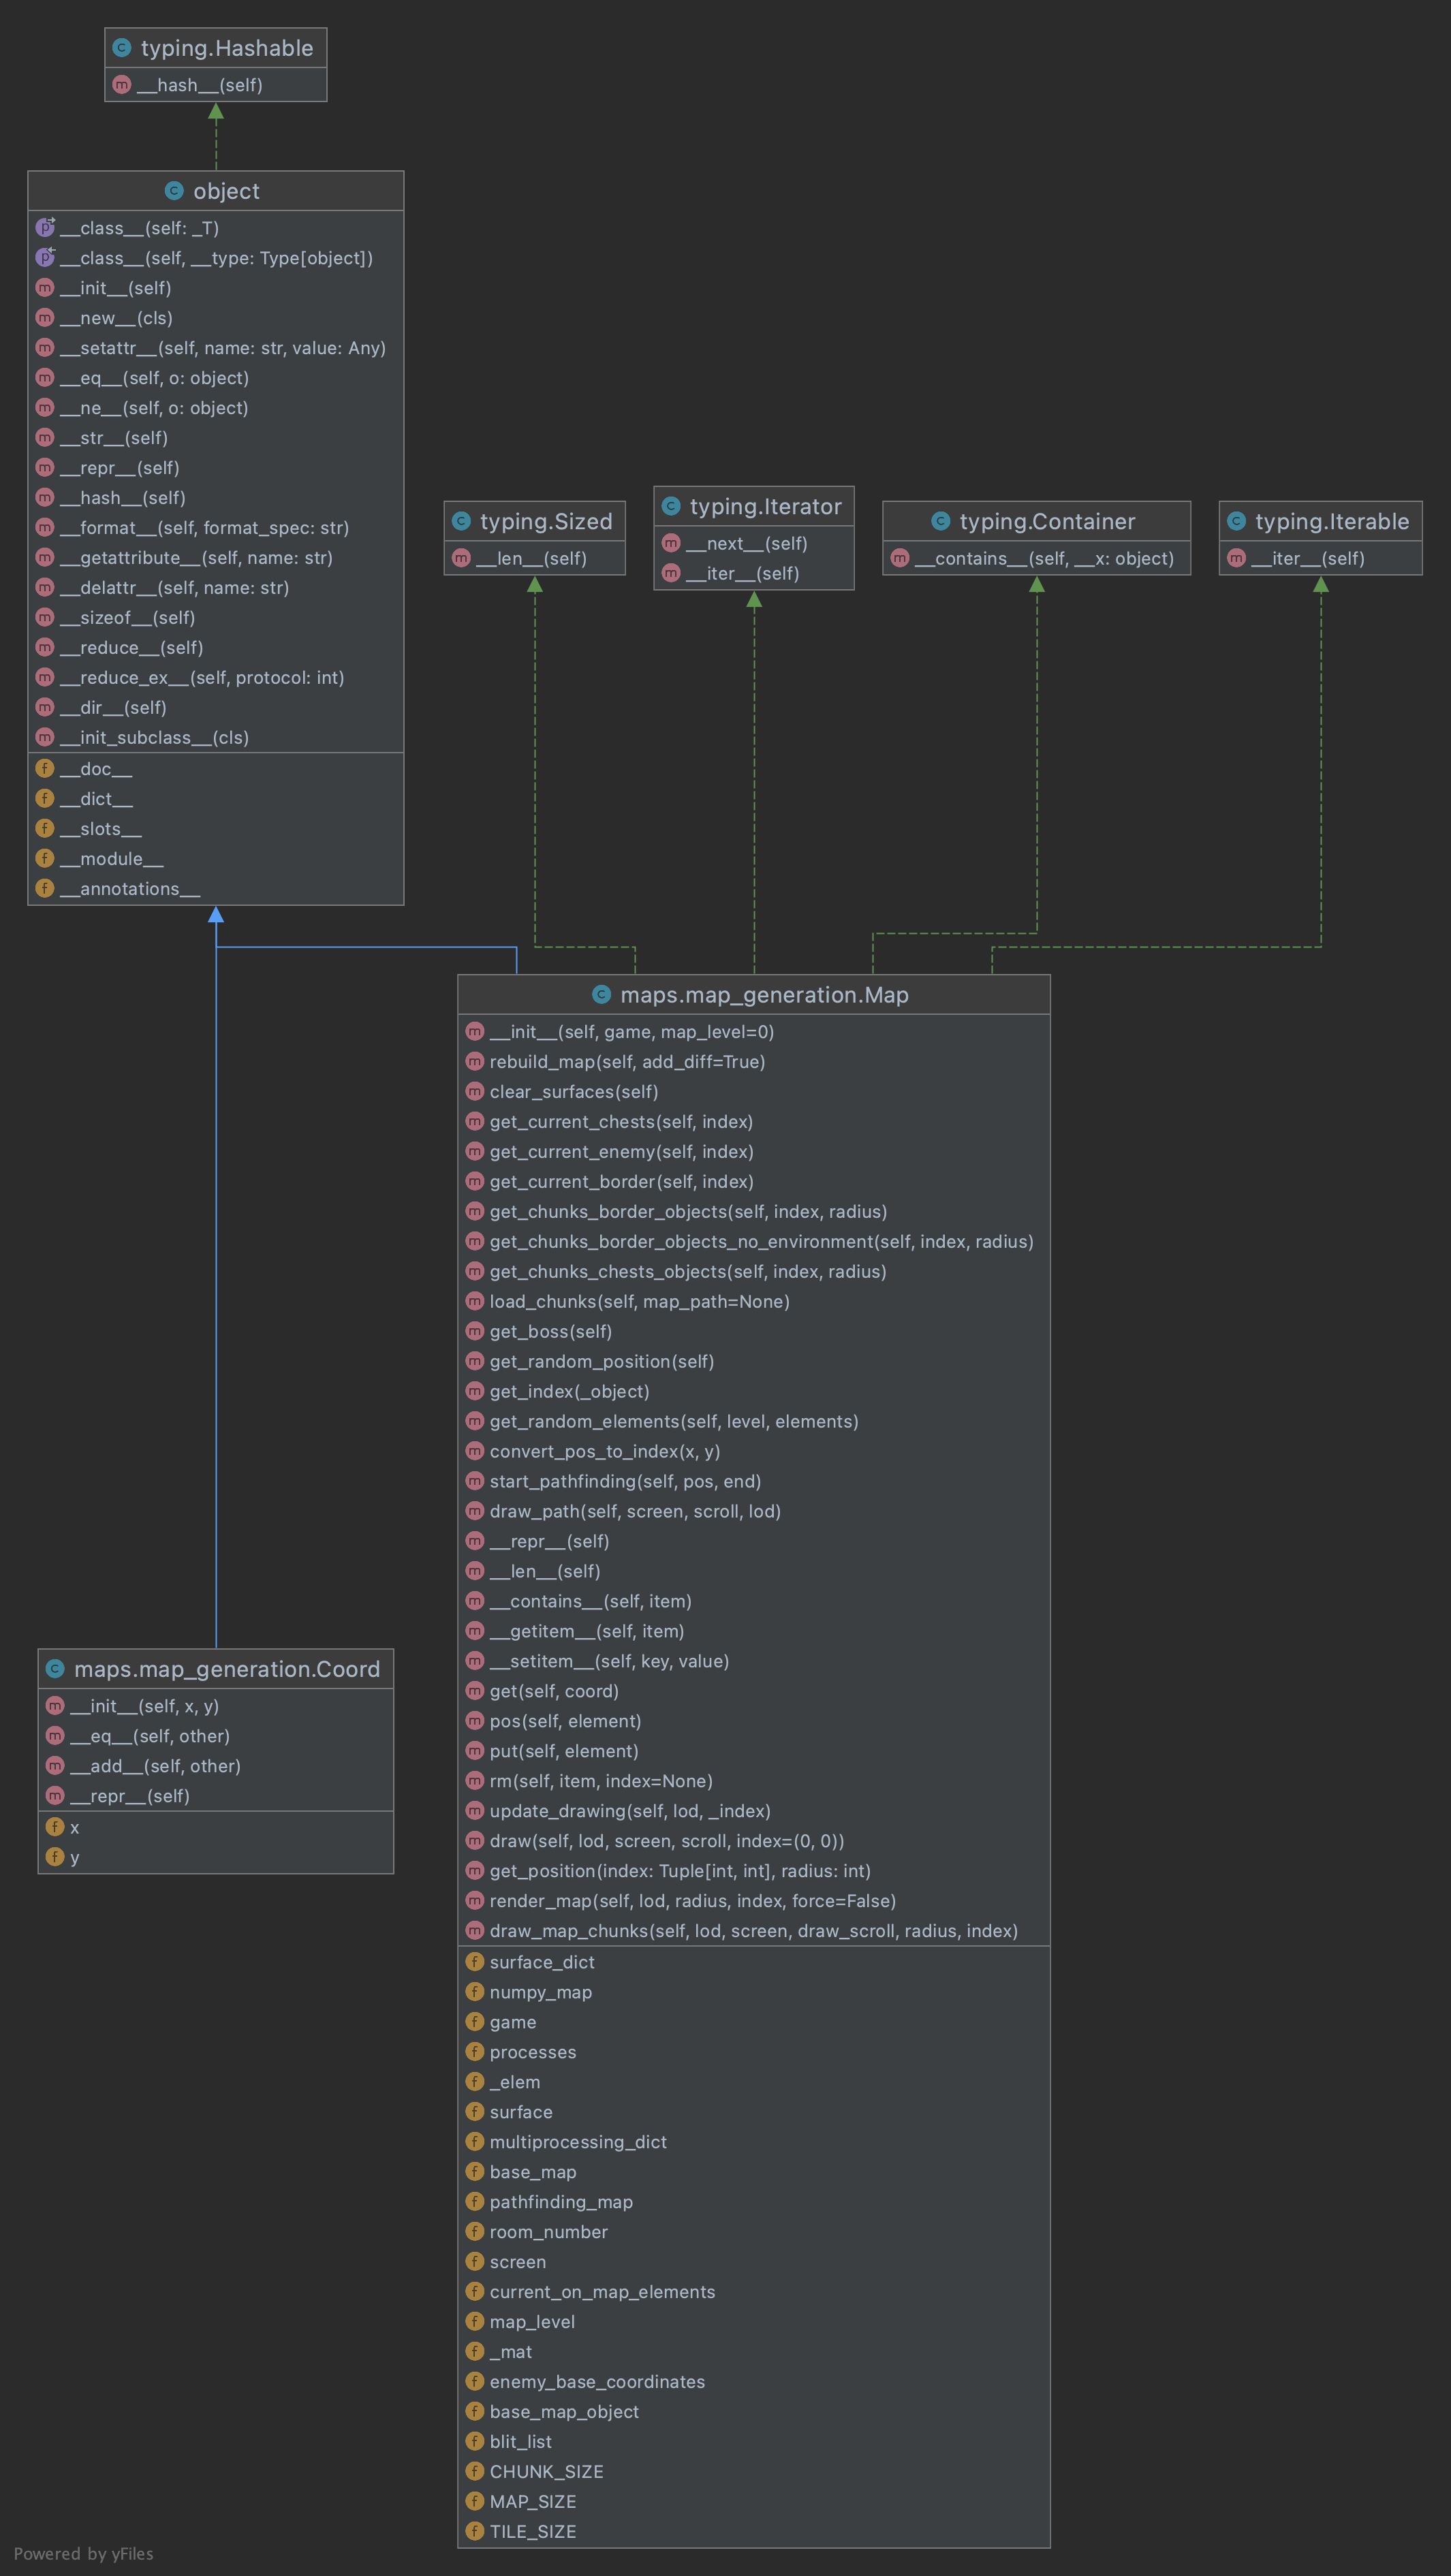 typing.Hashable
__hash__(self)
object
__class__(self: _T)
__class__(self, __type: Type[object])
__init__(self)
__new__(cls)
__setattr__(self, name: str, value: Any)
__eq__(self, o: object)
__ne__(self, o: object)
__str__(self)
__repr__(self)
__hash__(self)
__format__(self, format_spec: str)
__getattribute__(self, name: str)
__delattr__(self, name: str)
__sizeof__(self)
__reduce__(self)
__reduce_ex__(self, protocol: int)
__dir__(self)
__init_subclass__(cls)
__doc__
__dict__
__slots__
__module__
__annotations__
typing.Sized
__len__(self)
typing.Iterator
__next__(self)
__iter__(self)
typing.Container
__contains__(self, __x: object)
typing.Iterable
__iter__(self)
maps.map_generation.Map
__init__(self, game, map_level=0)
rebuild_map(self, add_diff=True)
clear_surfaces(self)
get_current_chests(self, index)
get_current_enemy(self, index)
get_current_border(self, index)
get_chunks_border_objects(self, index, radius)
get_chunks_border_objects_no_environment(self, index, radius)
get_chunks_chests_objects(self, index, radius)
load_chunks(self, map_path=None)
get_boss(self)
get_random_position(self)
get_index(_object)
get_random_elements(self, level, elements)
convert_pos_to_index(x, y)
start_pathfinding(self, pos, end)
draw_path(self, screen, scroll, lod)
__repr__(self)
__len__(self)
__contains__(self, item)
__getitem__(self, item)
__setitem__(self, key, value)
get(self, coord)
pos(self, element)
put(self, element)
rm(self, item, index=None)
update_drawing(self, lod, _index)
draw(self, lod, screen, scroll, index=(0, 0))
get_position(index: Tuple[int, int], radius: int)
render_map(self, lod, radius, index, force=False)
draw_map_chunks(self, lod, screen, draw_scroll, radius, index)
surface_dict
numpy_map
game
processes
_elem
surface
multiprocessing_dict
base_map
pathfinding_map
room_number
screen
current_on_map_elements
map_level
_mat
enemy_base_coordinates
base_map_object
blit_list
CHUNK_SIZE
MAP_SIZE
TILE_SIZE
maps.map_generation.Coord
__init__(self, x, y)
__eq__(self, other)
__add__(self, other)
__repr__(self)
x
y
Powered by yFiles